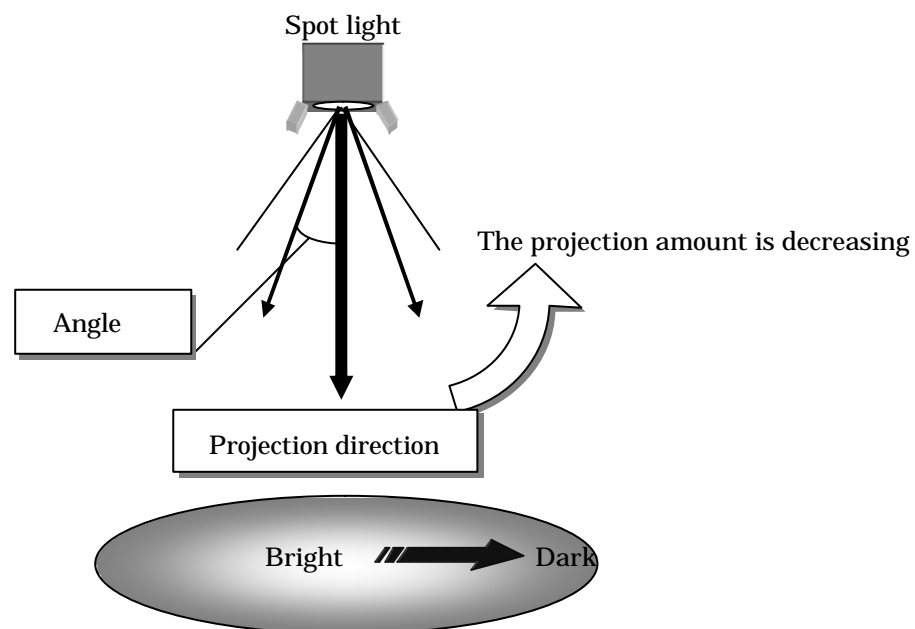 Spot light
The projection amount is decreasing
Angle
Projection direction
Bright
Dark